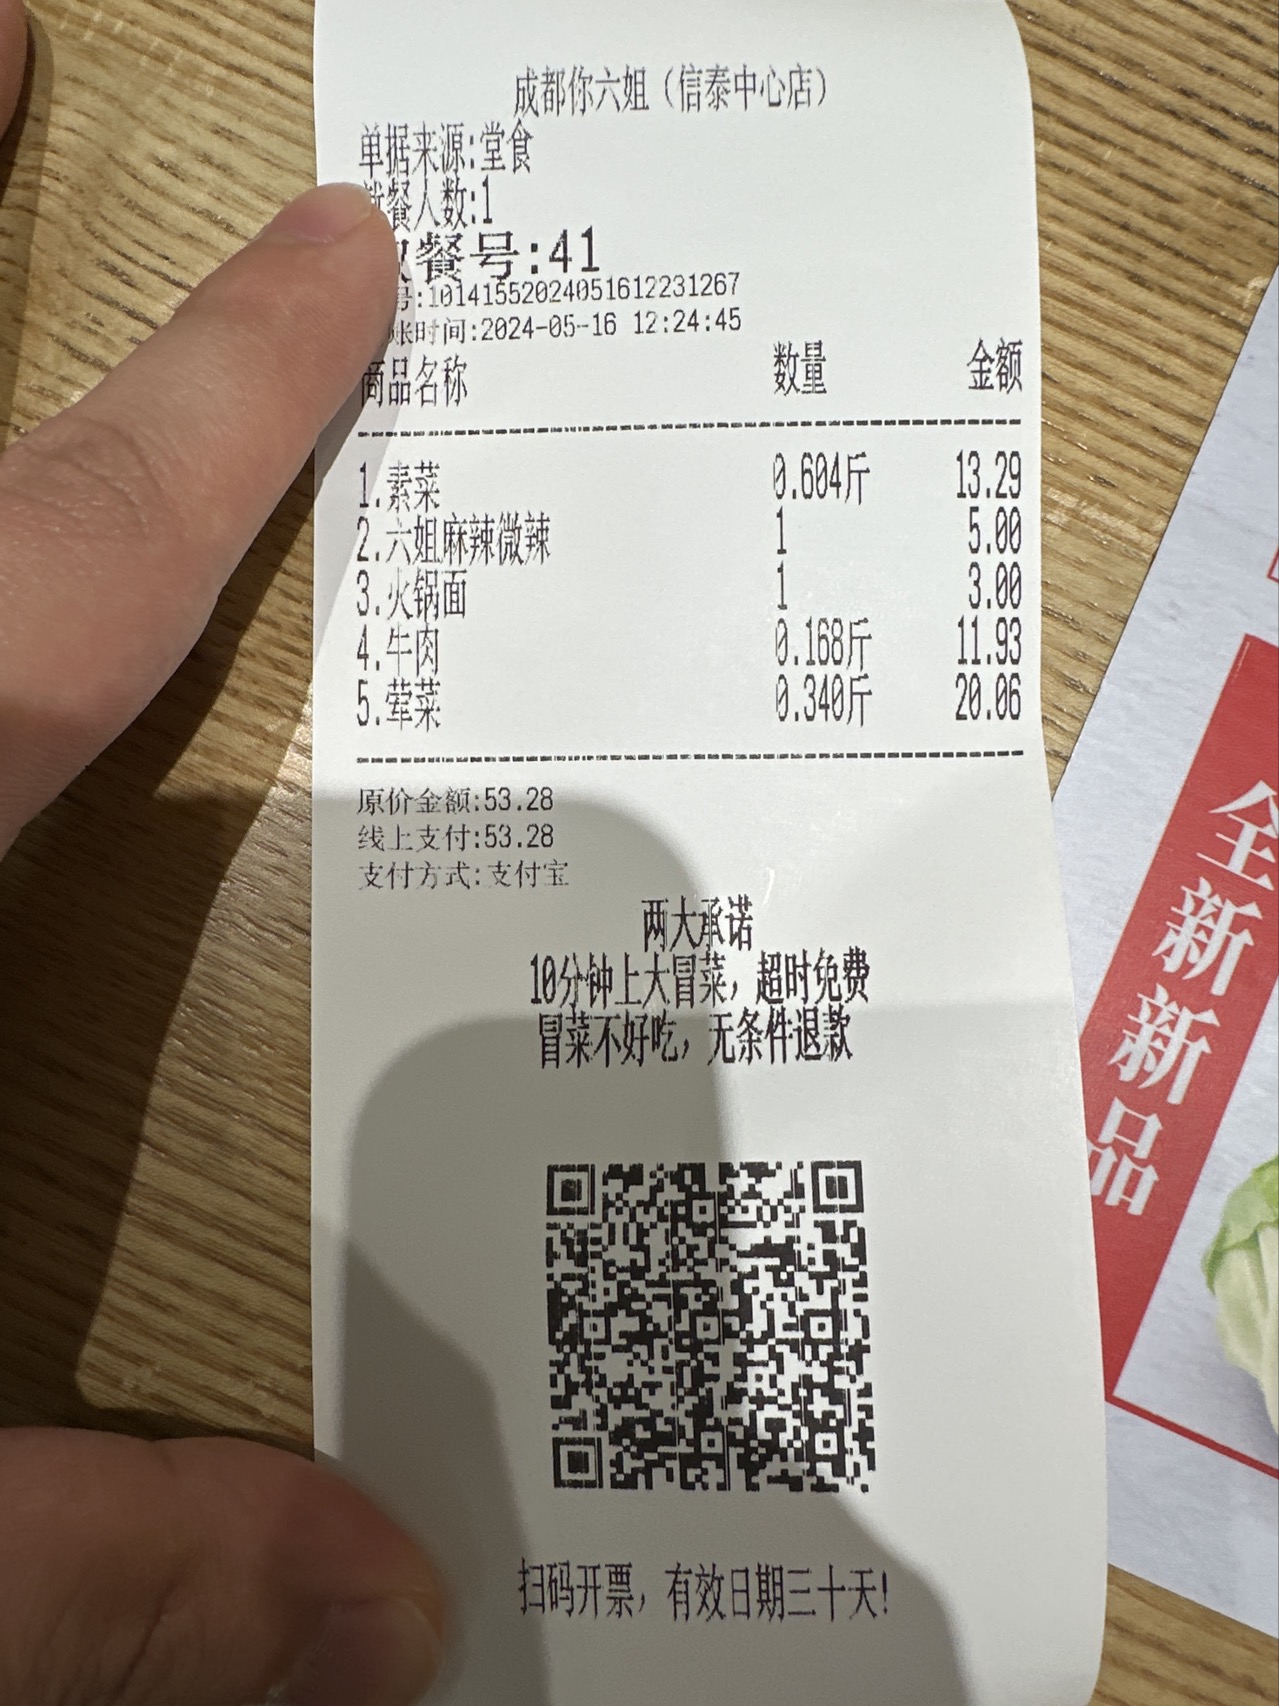 成都你六姐（信泰中心店）
单据来源:堂食
就餐人数:1
取餐号:41
号:10141552024051612231267
账时间:2024-05-16 12:24:45
商品名称 数量 金额
1.素菜 0.604斤 13.29
2.六姐麻辣微辣 1 5.00
3.火锅面 1 3.00
4.牛肉 0.168斤 11.93
5.荤菜 0.340斤 20.06
原价金额:53.28
线上支付:53.28
支付方式:支付宝
两大承诺
10分钟上大冒菜，超时免费
冒菜不好吃，无条件退款
扫码开票，有效日期三十天!
全新新品